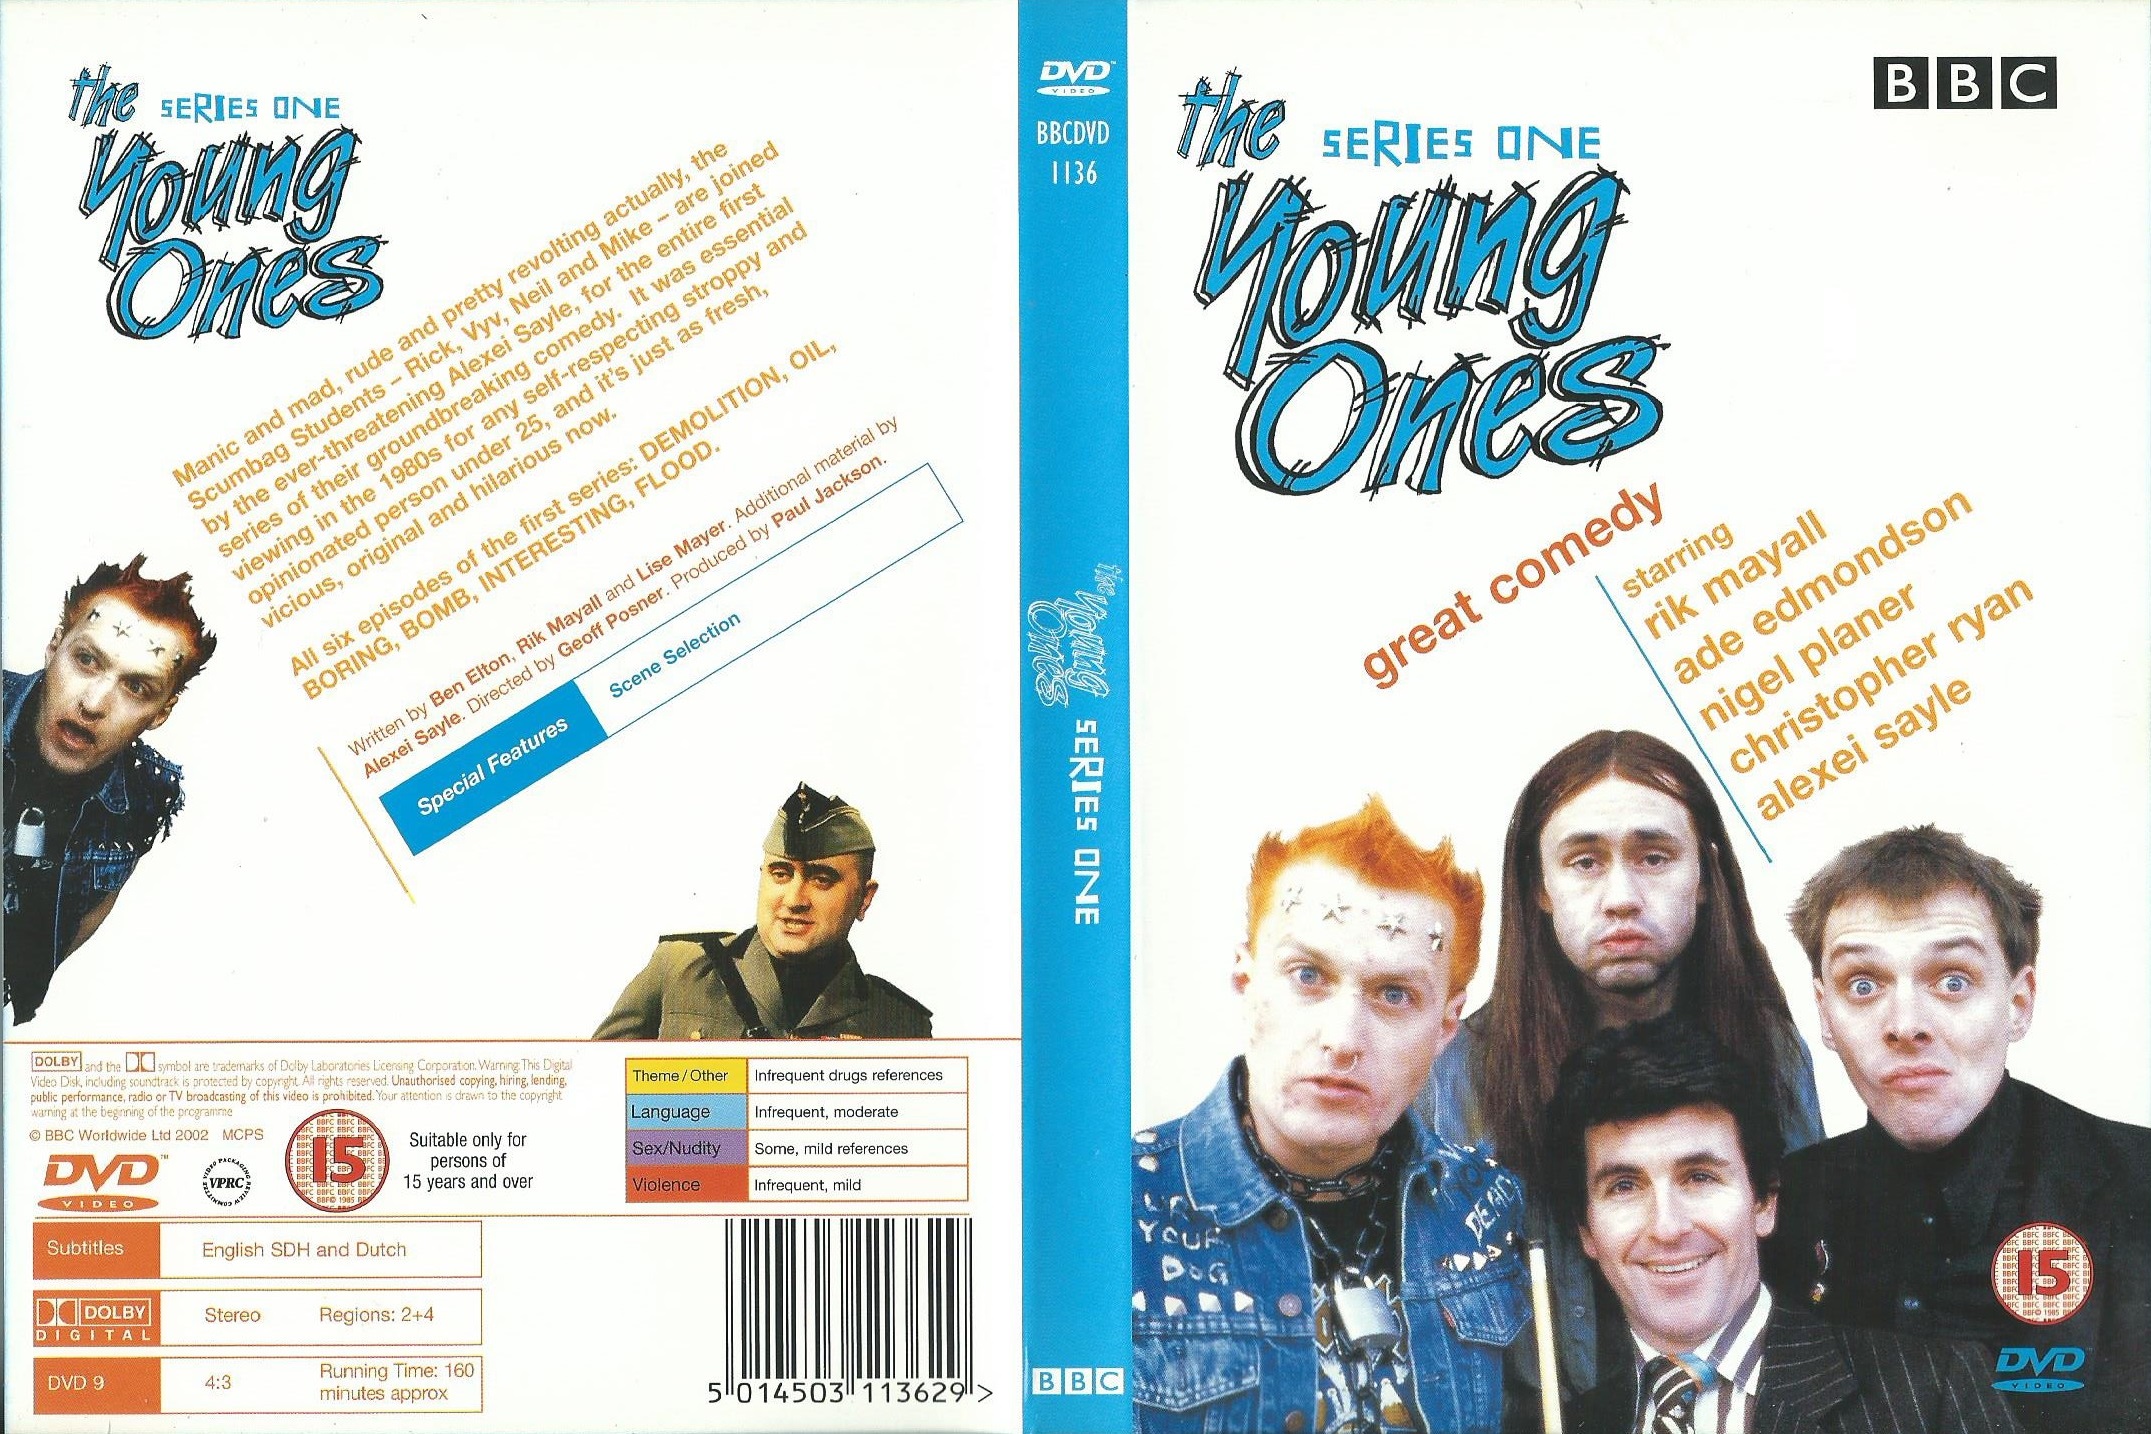 the SERIES ONE
Young
Ones
Manic and mad, rude and pretty revolting actually, the
Scumbag Students – Rick, Vyv, Neil and Mike – are joined
by the ever-threatening Alexei Sayle, for the entire first
series of their groundbreaking comedy. It was essential
viewing in the 1980s for any self-respecting stroppy and
opinionated person under 25, and it's just as fresh,
vicious, original and hilarious now.
All six episodes of the first series: DEMOLITION, OIL,
BORING, BOMB, INTERESTING, FLOOD.
Written by Ben Elton, Rik Mayall and Lise Mayer. Additional material by
Alexei Sayle. Directed by Geoff Posner. Produced by Paul Jackson.
Special Features
Scene Selection
DOLBY and the symbol are trademarks of Dolby Laboratories Licensing Corporation. Warning: This Digital
Video Disk, including soundtrack is protected by copyright. All rights reserved. Unauthorised copying, hiring, lending,
public performance, radio or TV broadcasting of this video is prohibited. Your attention is drawn to the copyright
warning at the beginning of the programme
© BBC Worldwide Ltd 2002 MCPS
DVD™
VIDEO
VIDEO PACKAGING REVIEW COMMITTEE
VPRC
15
Suitable only for
persons of
15 years and over
Theme / Other Infrequent drugs references
Language Infrequent, moderate
Sex/Nudity Some, mild references
Violence Infrequent, mild
Subtitles English SDH and Dutch
DOLBY
DIGITAL
Stereo Regions: 2+4
DVD 9 4:3 Running Time: 160
minutes approx
5 014503 113629 >
DVD™
VIDEO
BBCDVD
1136
the Young Ones SERIES ONE
BBC
BBC
the SERIES ONE
Young
Ones
great comedy
starring
rik mayall
ade edmondson
nigel planer
christopher ryan
alexei sayle
YOUR
DOG
15
DVD
VIDEO